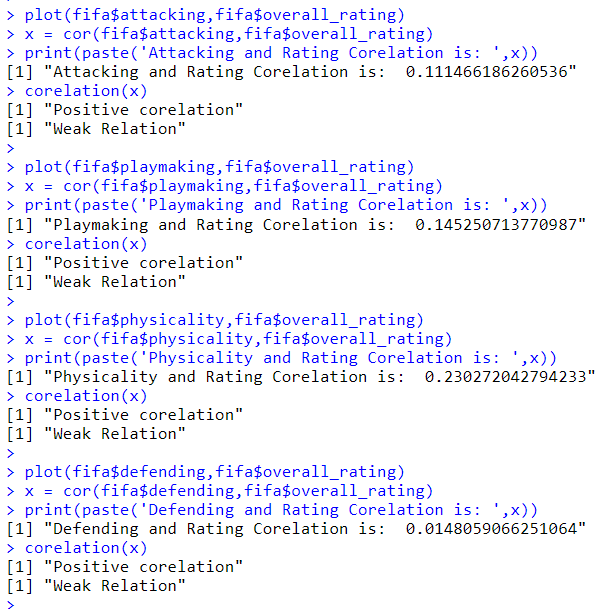 > plot(fifa$attacking,fifa$overall_rating)
> x = cor(fifa$attacking,fifa$overall_rating)
> print(paste('Attacking and Rating Corelation is: ',x))
[1] "Attacking and Rating Corelation is:  0.111466186260536"
> corelation(x)
[1] "Positive corelation"
[1] "Weak Relation"
>
> plot(fifa$playmaking,fifa$overall_rating)
> x = cor(fifa$playmaking,fifa$overall_rating)
> print(paste('Playmaking and Rating Corelation is: ',x))
[1] "Playmaking and Rating Corelation is:  0.145250713770987"
> corelation(x)
[1] "Positive corelation"
[1] "Weak Relation"
>
> plot(fifa$physicality,fifa$overall_rating)
> x = cor(fifa$physicality,fifa$overall_rating)
> print(paste('Physicality and Rating Corelation is: ',x))
[1] "Physicality and Rating Corelation is:  0.230272042794233"
> corelation(x)
[1] "Positive corelation"
[1] "Weak Relation"
>
> plot(fifa$defending,fifa$overall_rating)
> x = cor(fifa$defending,fifa$overall_rating)
> print(paste('Defending and Rating Corelation is: ',x))
[1] "Defending and Rating Corelation is:  0.0148059066251064"
> corelation(x)
[1] "Positive corelation"
[1] "Weak Relation"
>